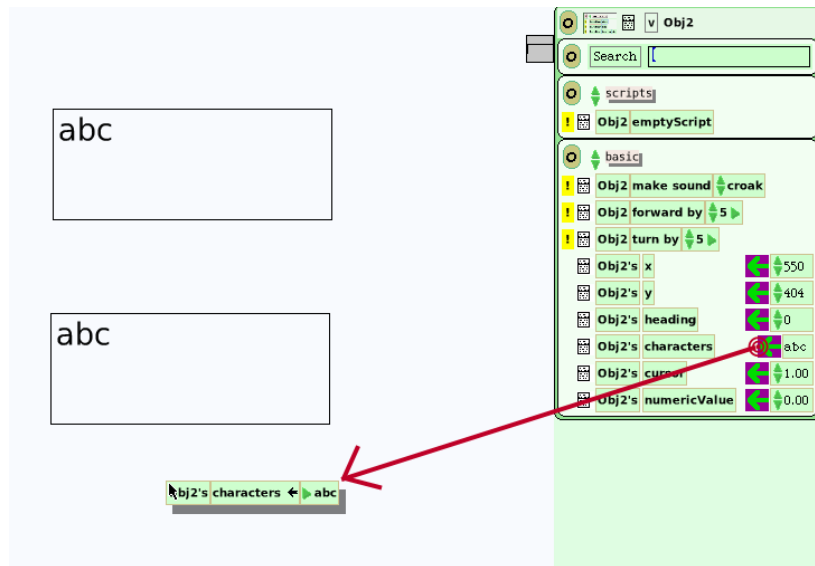 v Obj2
Search
scripts
! Obj2 emptyScript
basic
! Obj2 make sound croak
! Obj2 forward by 5
! Obj2 turn by 5
Obj2's x 550
Obj2's y 404
Obj2's heading 0
Obj2's characters abc
Obj2's cursor 1.00
Obj2's numericValue 0.00
abc
abc
bj2's characters abc